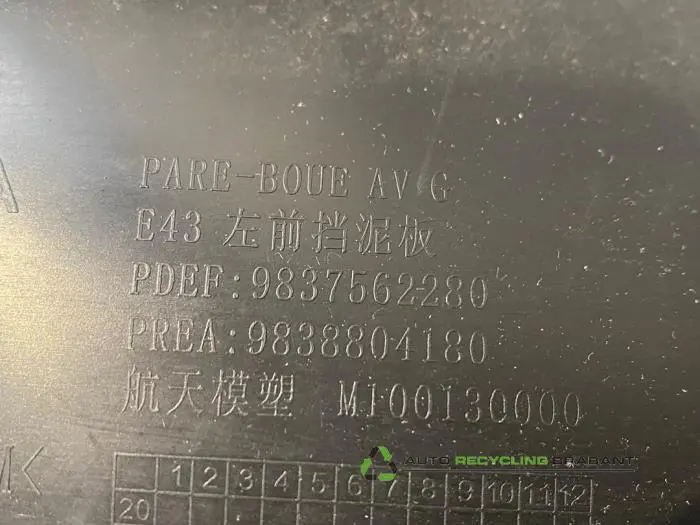 PARE-BOUE AV G
E43 左前挡泥板
PDEF:9837562280
PREA:9838804180
航天模塑 M100130000
AUTO RECYCLING BRABANT
1 2 3 4 5 6 7 8 9 10 11 12
20